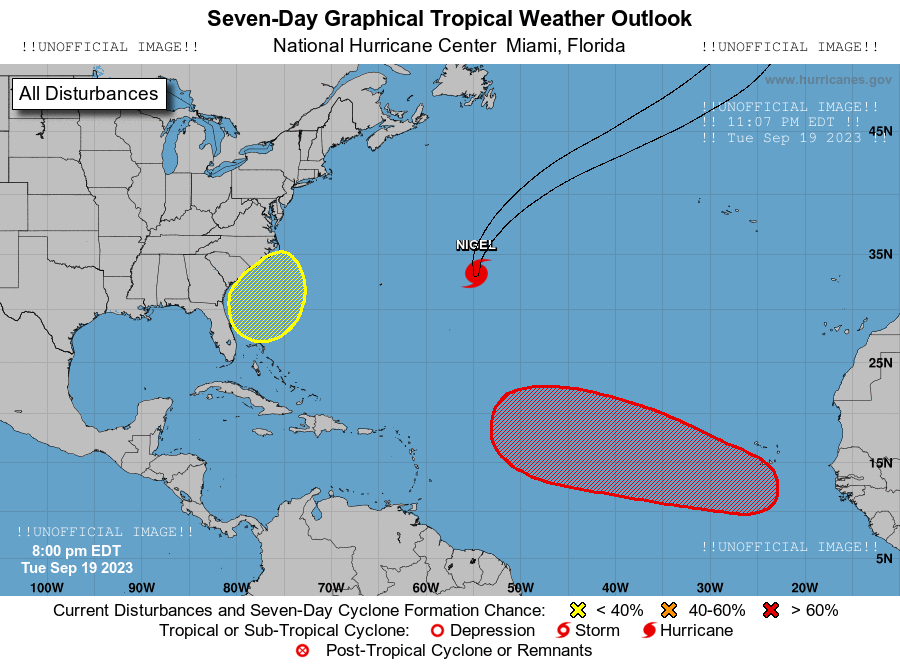 Seven-Day Graphical Tropical Weather Outlook
!!UNOFFICIAL IMAGE!! National Hurricane Center Miami, Florida !!UNOFFICIAL IMAGE!!
www.hurricanes.gov
All Disturbances
!!UNOFFICIAL IMAGE!!
!! 11:07 PM EDT !!
!! Tue Sep 19 2023 !!
45N
NIGEL
35N
25N
15N
!!UNOFFICIAL IMAGE!!
8:00 pm EDT
Tue Sep 19 2023
!!UNOFFICIAL IMAGE!!
5N
100W 90W 80W 70W 60W 50W 40W 30W 20W
Current Disturbances and Seven-Day Cyclone Formation Chance: < 40% 40-60% > 60%
Tropical or Sub-Tropical Cyclone: Depression Storm Hurricane
Post-Tropical Cyclone or Remnants